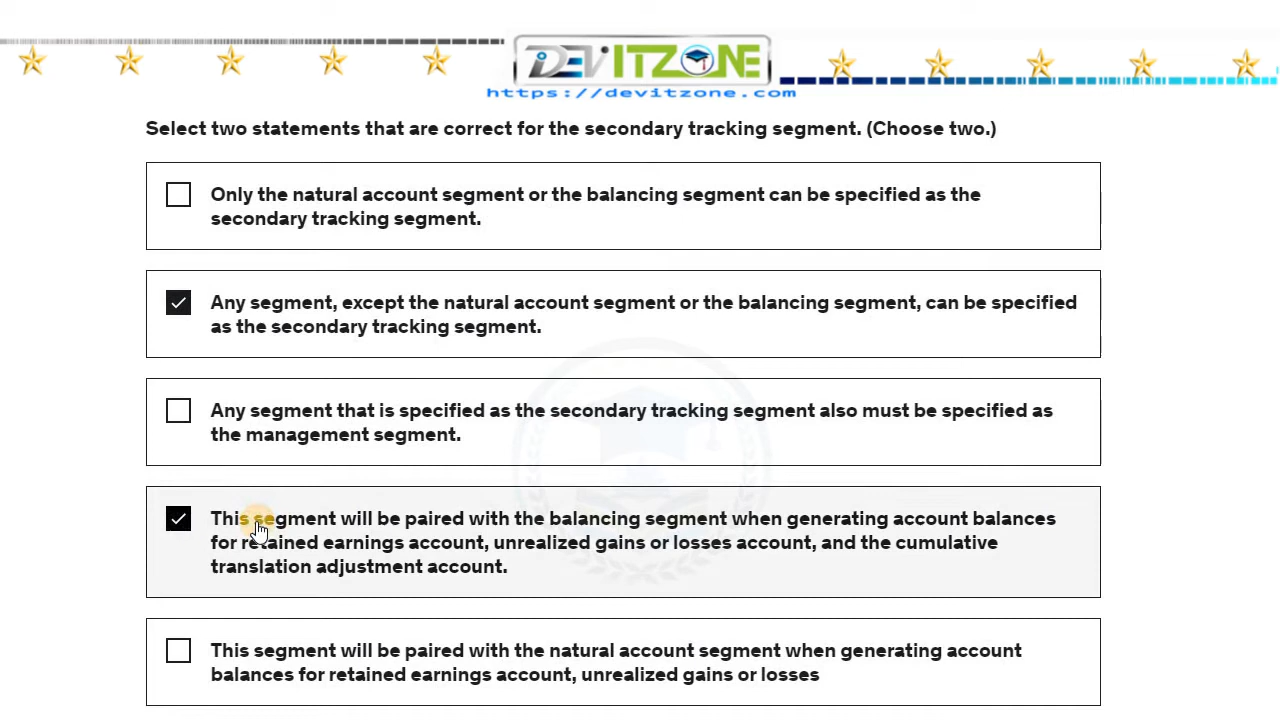 DEVITZONE
https://devitzone.com
Select two statements that are correct for the secondary tracking segment. (Choose two.)
Only the natural account segment or the balancing segment can be specified as the
secondary tracking segment.
Any segment, except the natural account segment or the balancing segment, can be specified
as the secondary tracking segment.
Any segment that is specified as the secondary tracking segment also must be specified as
the management segment.
This segment will be paired with the balancing segment when generating account balances
for retained earnings account, unrealized gains or losses account, and the cumulative
translation adjustment account.
This segment will be paired with the natural account segment when generating account
balances for retained earnings account, unrealized gains or losses